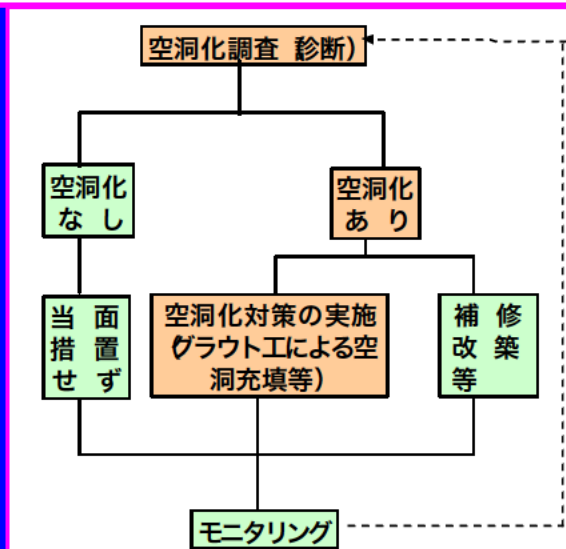 空洞化調査(診断)
空洞化
なし
空洞化
あり
当面
措置
せず
空洞化対策の実施
(グラウト工による空
洞充填等)
補修
改築
等
モニタリング